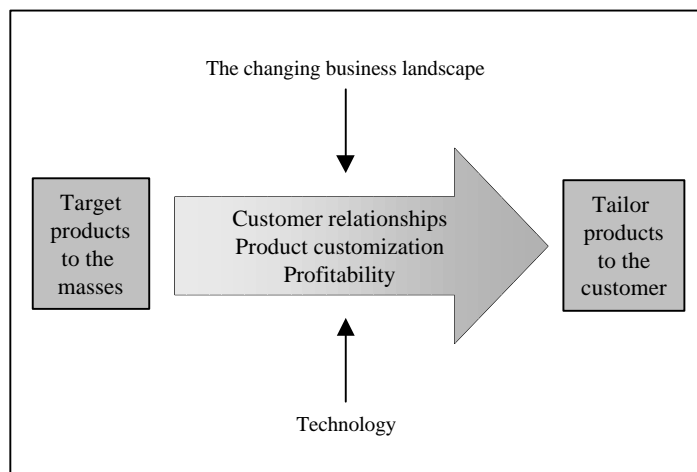 The changing business landscape
Target
products
to the
masses
Customer relationships
Product customization
Profitability
Tailor
products
to the
customer
Technology